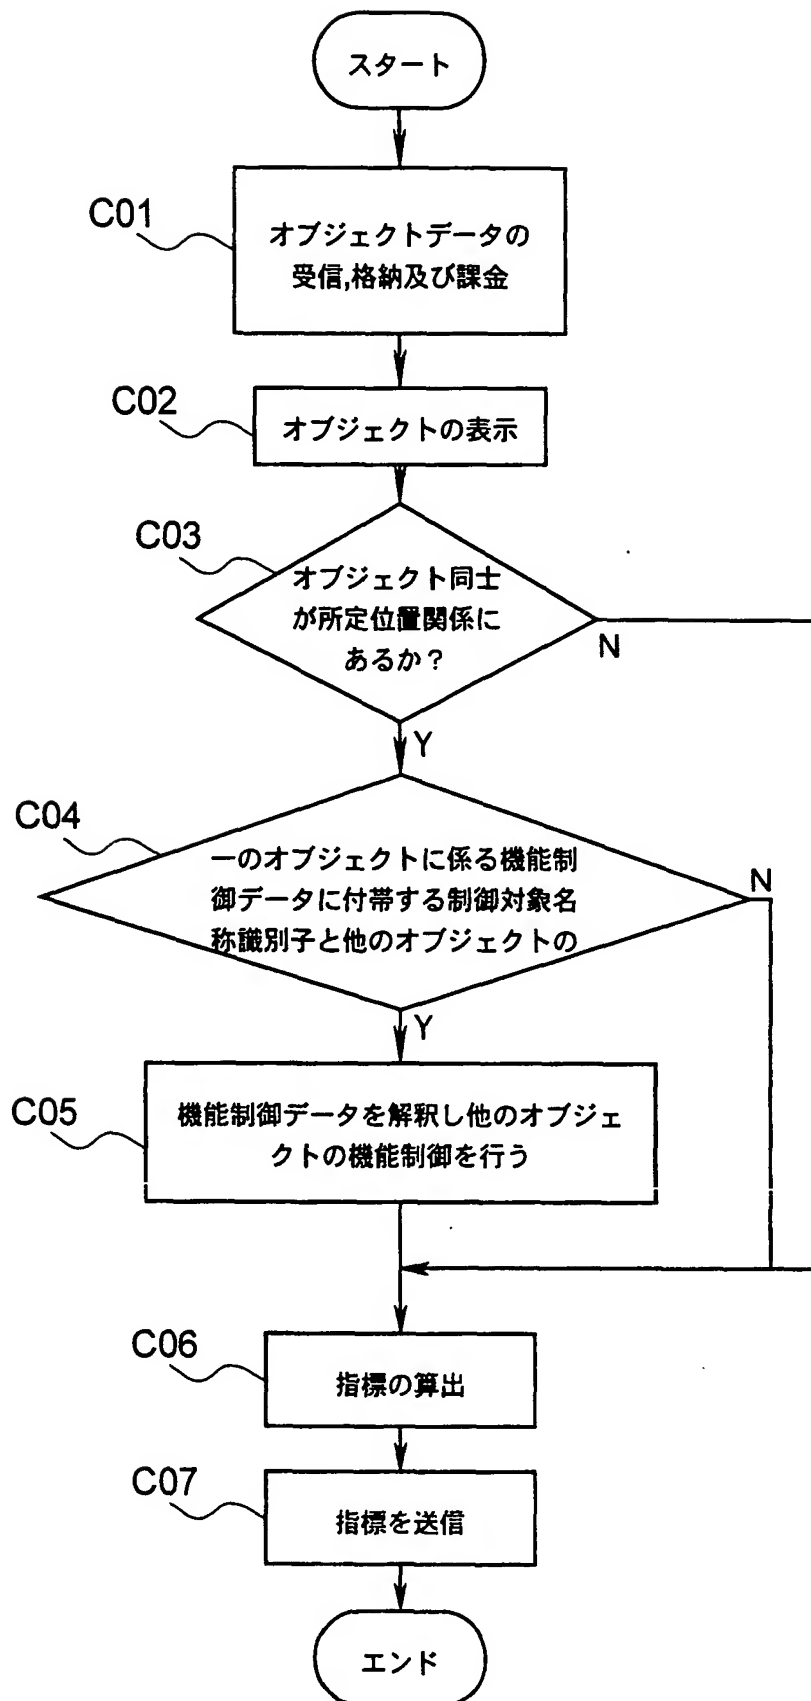 スタート
C01
オブジェクトデータの
受信,格納及び課金
C02
オブジェクトの表示
C03
オブジェクト同士
が所定位置関係に
あるか？
N
Y
C04
一のオブジェクトに係る機能制
御データに付帯する制御対象名
称識別子と他のオブジェクトの
N
Y
C05
機能制御データを解釈し他のオブジェ
クトの機能制御を行う
C06
指標の算出
C07
指標を送信
エンド